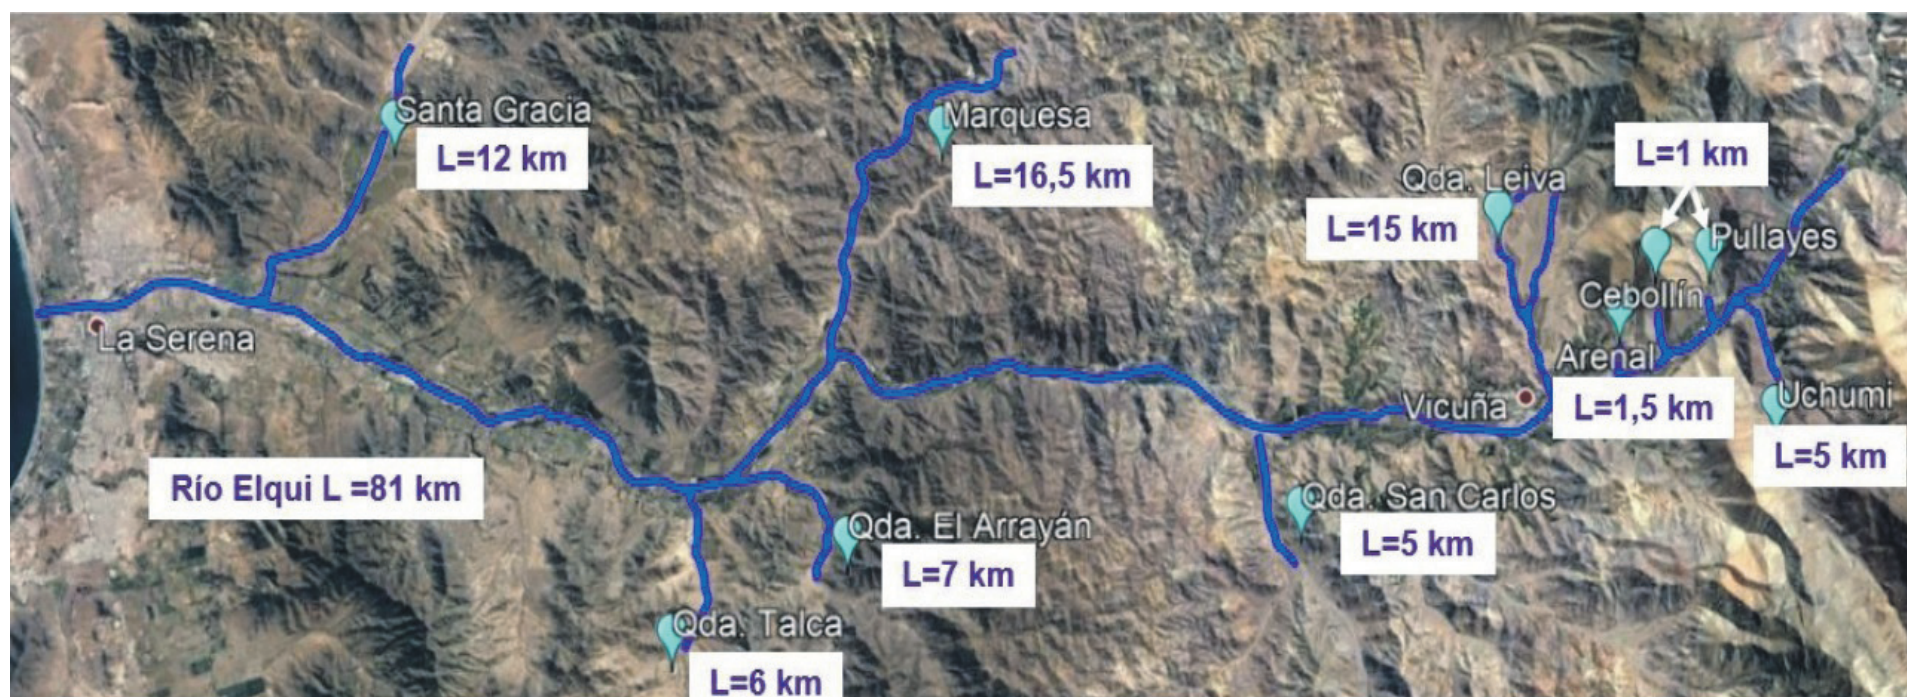 Santa Gracia
L=12 km
Marquesa
L=16,5 km
Qda. Leiva
L=15 km
L=1 km
Pullayes
Cebollín
Arenal
L=1,5 km
Uchumi
L=5 km
La Serena
Vicuña
Río Elqui L =81 km
Qda. San Carlos
L=5 km
Qda. El Arrayán
L=7 km
Qda. Talca
L=6 km